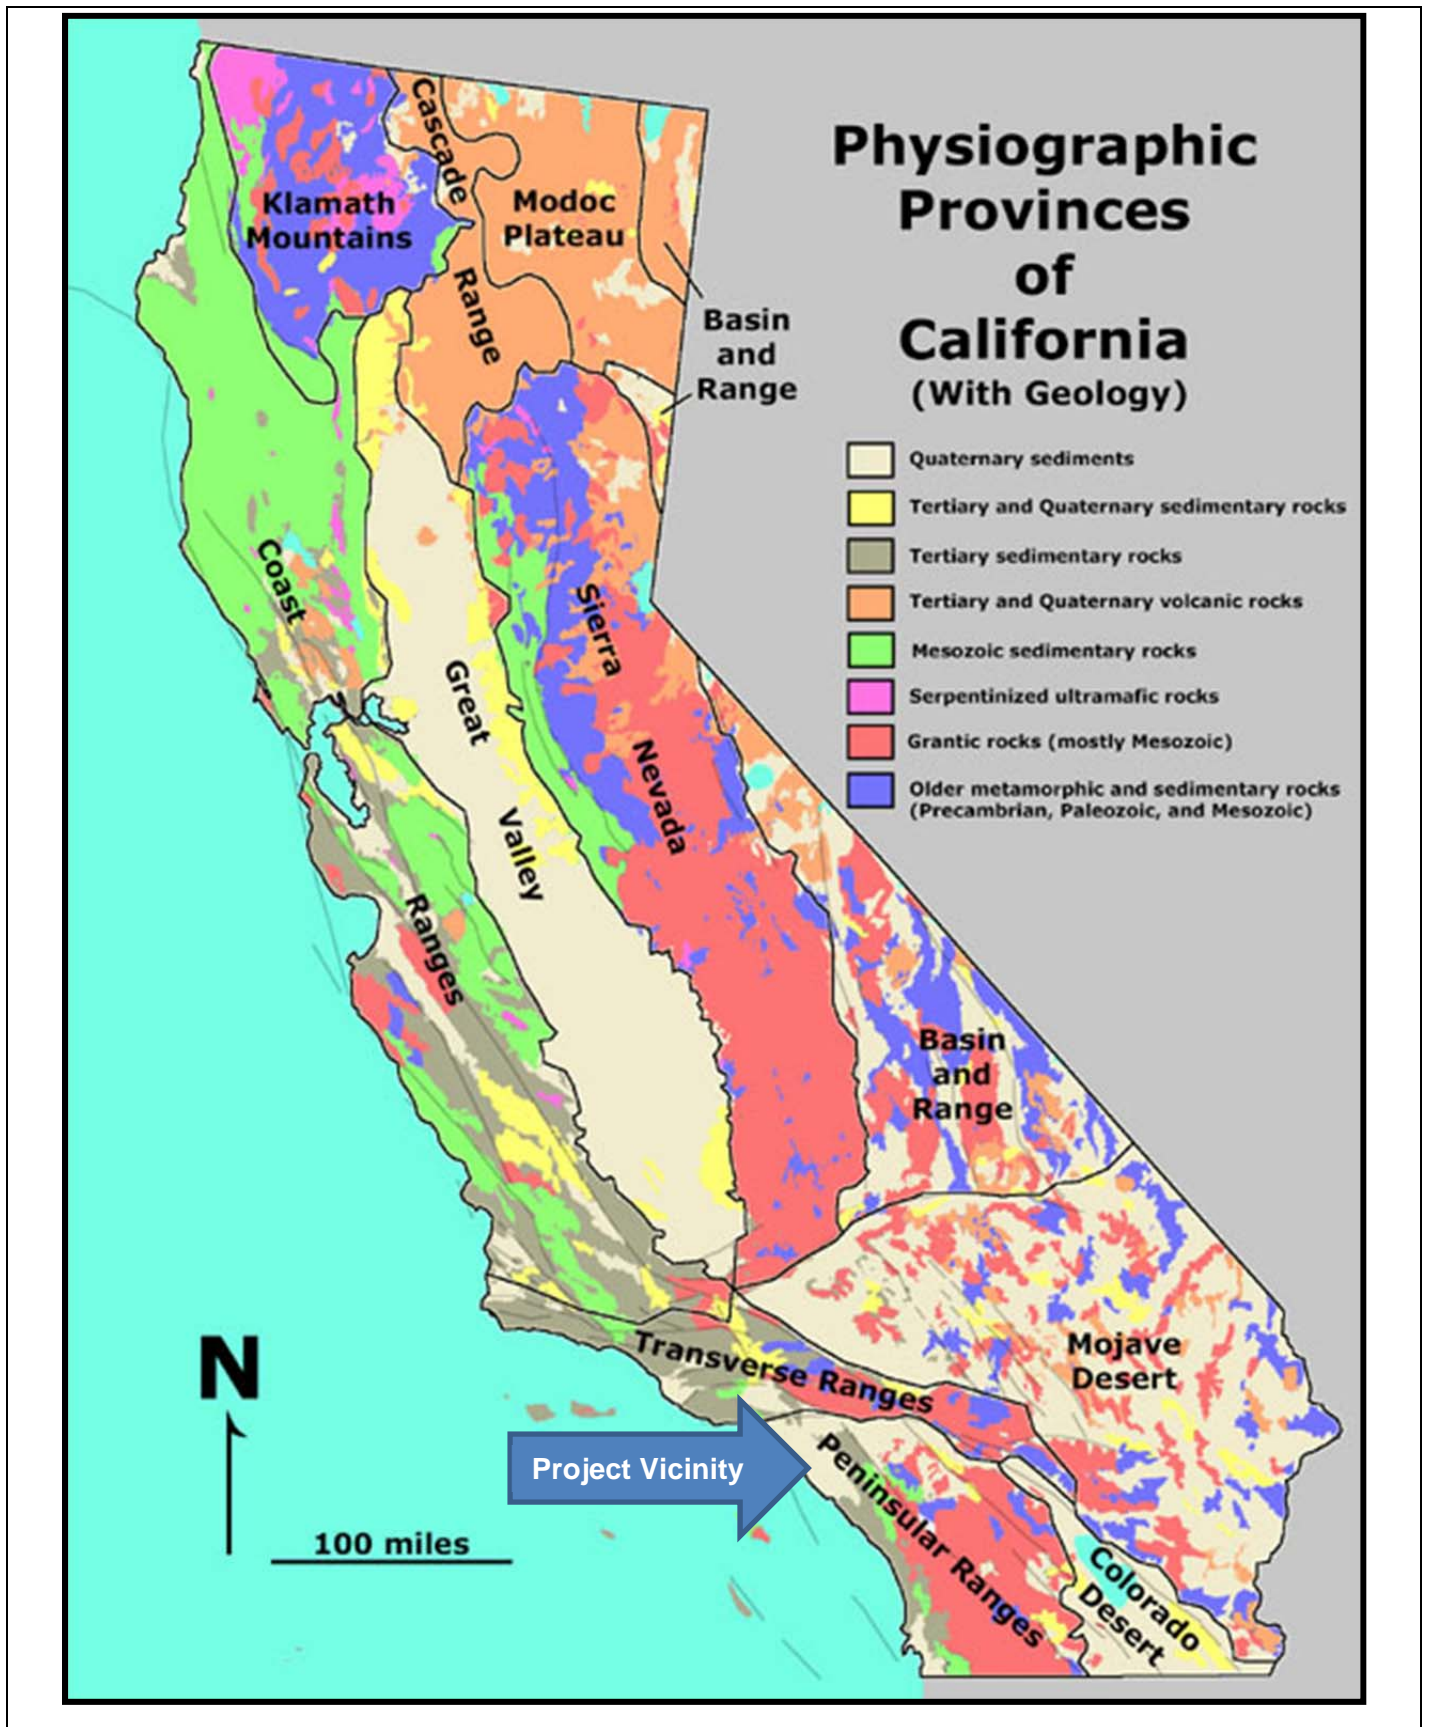 Physiographic
Provinces
of
California
(With Geology)
Quaternary sediments
Tertiary and Quaternary sedimentary rocks
Tertiary sedimentary rocks
Tertiary and Quaternary volcanic rocks
Mesozoic sedimentary rocks
Serpentinized ultramafic rocks
Grantic rocks (mostly Mesozoic)
Older metamorphic and sedimentary rocks
(Precambrian, Paleozoic, and Mesozoic)
Cascade
Range
Klamath
Mountains
Modoc
Plateau
Basin
and
Range
Coast
Ranges
Great
Valley
Sierra
Nevada
Basin
and
Range
Mojave
Desert
Transverse Ranges
Peninsular Ranges
Colorado
Desert
Project Vicinity
N
100 miles